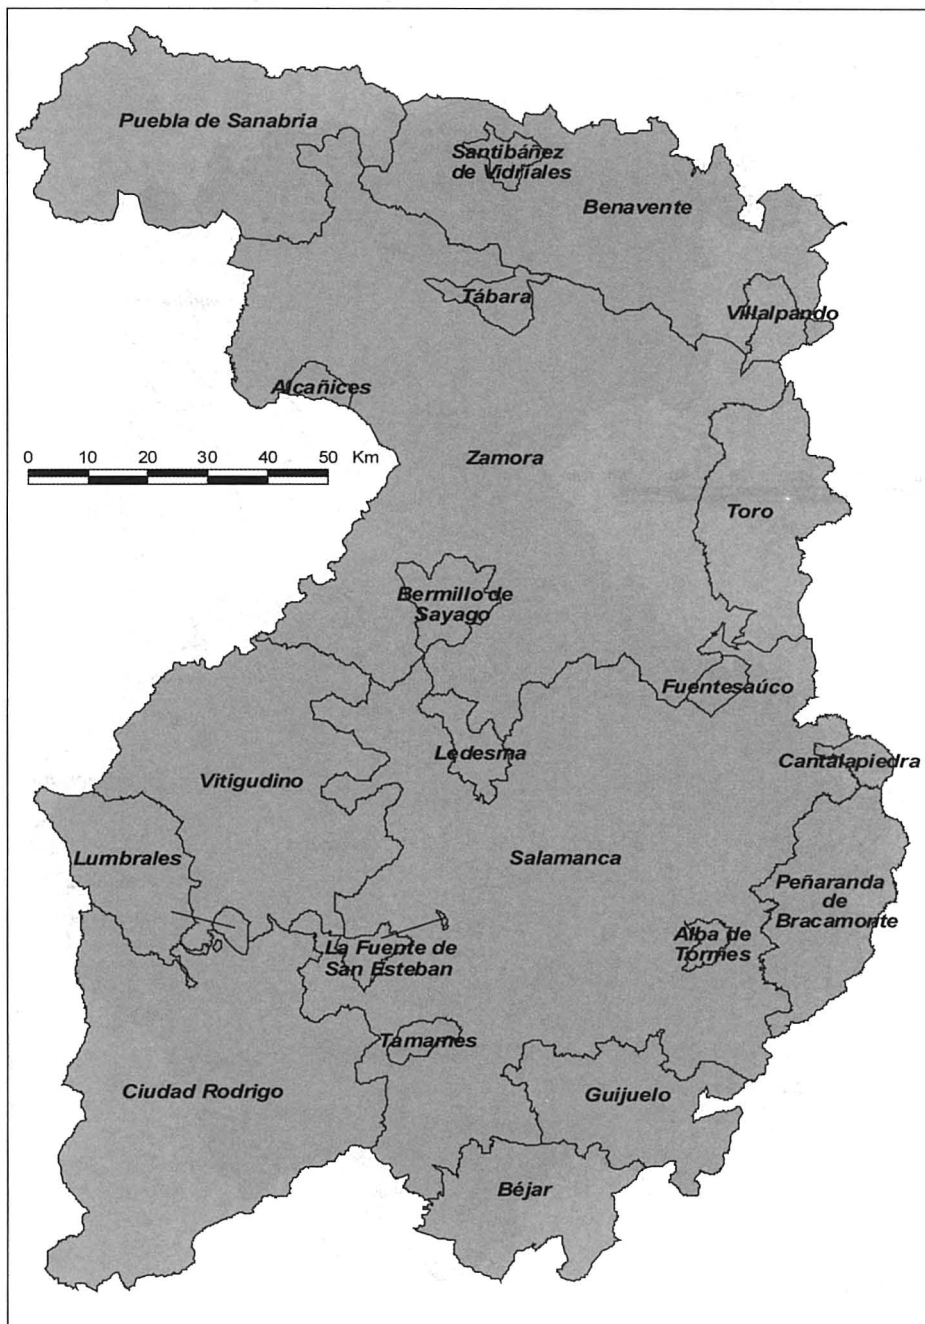 Puebla de Sanabria
Santibáñez
de Vidriales
Benavente
Tábara
Villalpando
Alcañices
0 10 20 30 40 50 Km
Zamora
Toro
Bermillo de
Sayago
Fuentesaúco
Ledesma
Cantalapiedra
Vitigudino
Lumbrales
Salamanca
Peñaranda
de
Bracamonte
Alba de
Tormes
La Fuente de
San Esteban
Tamames
Ciudad Rodrigo
Guijuelo
Béjar